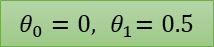 θ₀ = 0, θ₁= 0.5